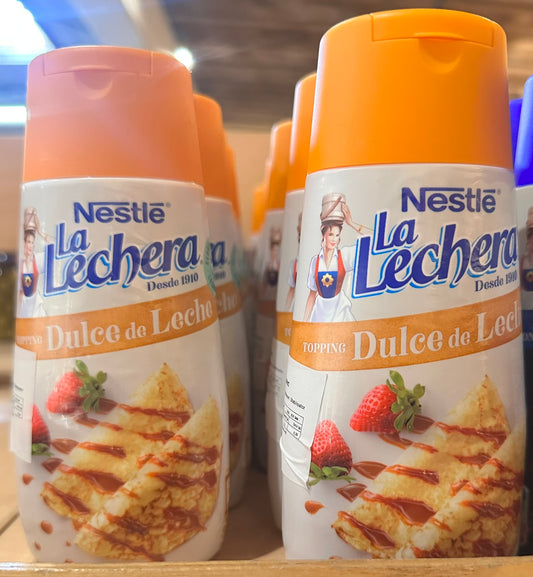 Nestlé®
La
Lechera
Desde 1910
TOPPING Dulce de Leche
Nestlé®
La
Lechera
Desde 1910
TOPPING Dulce de Lech